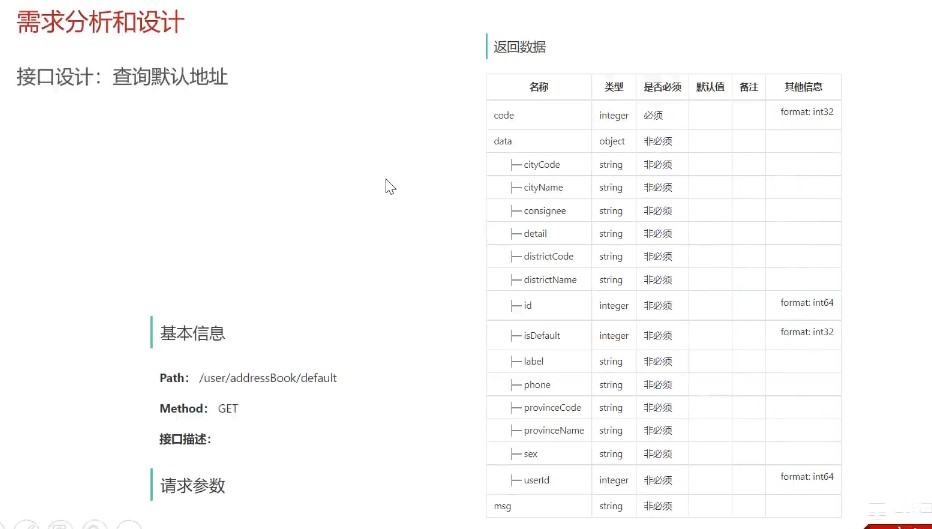 需求分析和设计
接口设计：查询默认地址
基本信息
Path： /user/addressBook/default
Method： GET
接口描述：
请求参数
返回数据
名称 类型 是否必须 默认值 备注 其他信息
code integer 必须 format: int32
data object 非必须
├─ cityCode string 非必须
├─ cityName string 非必须
├─ consignee string 非必须
├─ detail string 非必须
├─ districtCode string 非必须
├─ districtName string 非必须
├─ id integer 非必须 format: int64
├─ isDefault integer 非必须 format: int32
├─ label string 非必须
├─ phone string 非必须
├─ provinceCode string 非必须
├─ provinceName string 非必须
├─ sex string 非必须
├─ userId integer 非必须 format: int64
msg string 非必须